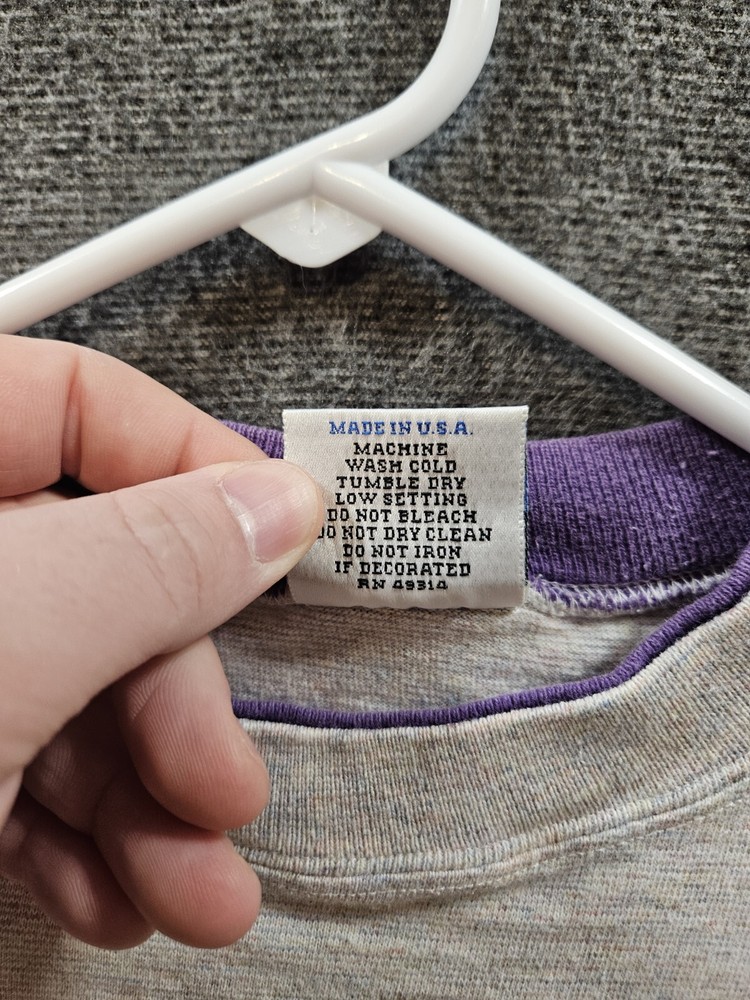 MADE IN U.S.A.
MACHINE
WASH COLD
TUMBLE DRY
LOW SETTING
DO NOT BLEACH
DO NOT DRY CLEAN
DO NOT IRON
IF DECORATED
RN 49314